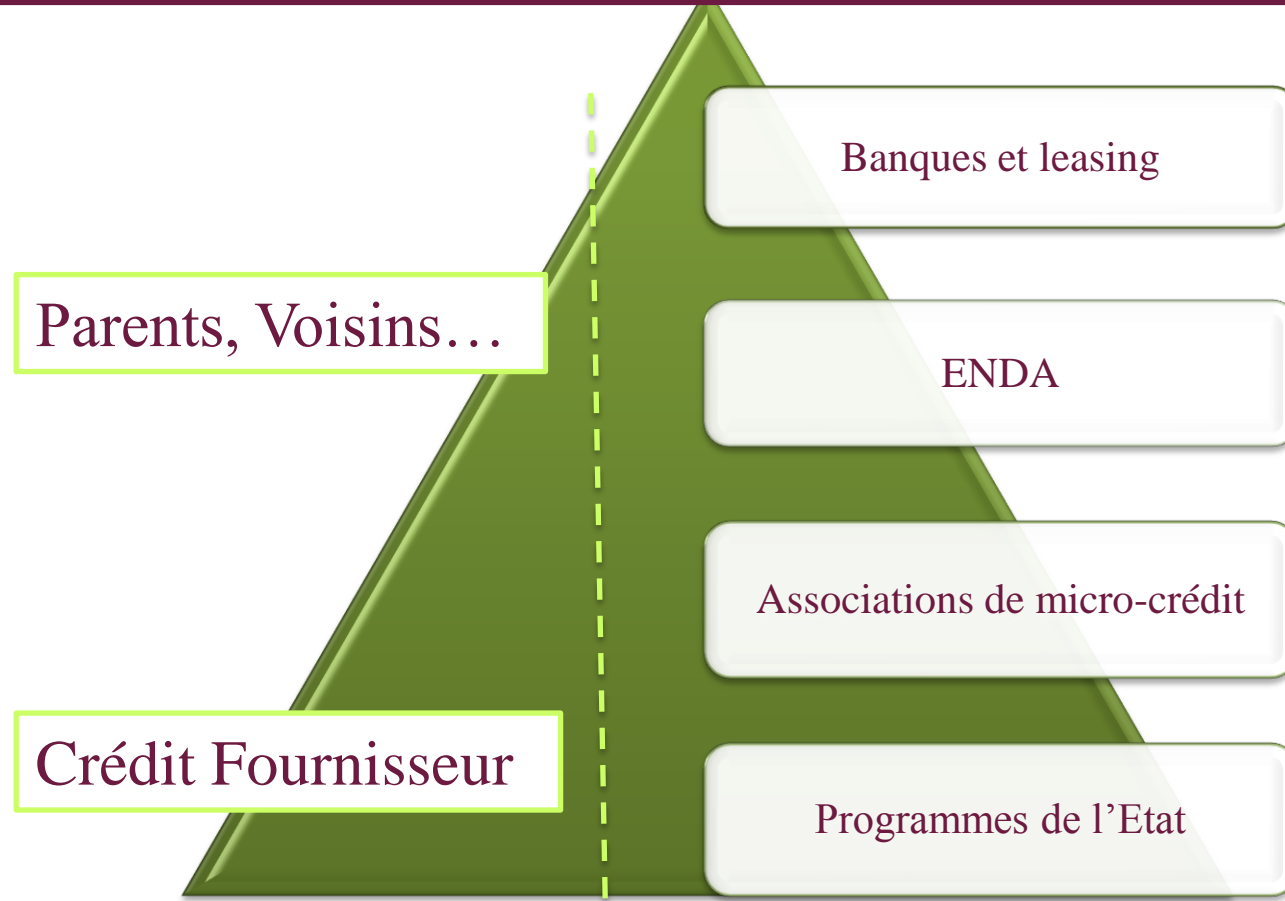 Banques et leasing
Parents, Voisins…
ENDA
Associations de micro-crédit
Crédit Fournisseur
Programmes de l’Etat